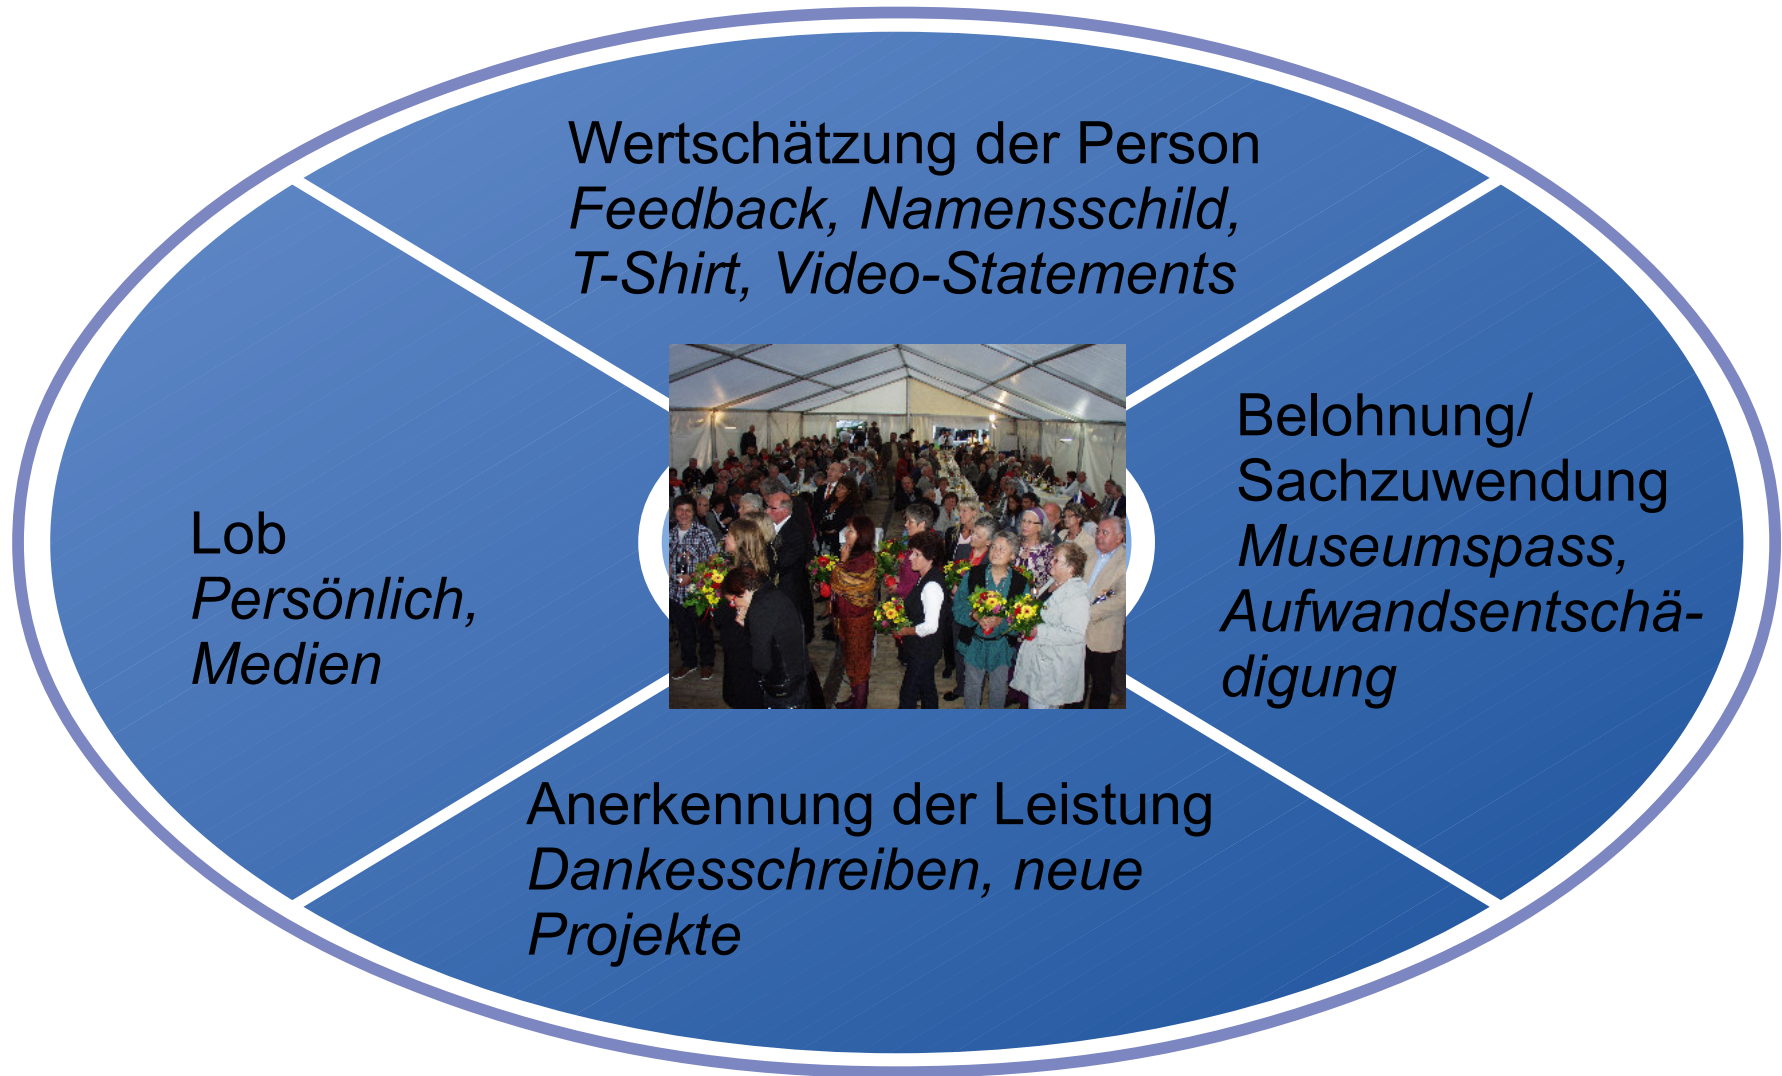 Wertschätzung der Person
Feedback, Namensschild,
T-Shirt, Video-Statements
Belohnung/
Sachzuwendung
Museumspass,
Aufwandsentschä-
digung
Lob
Persönlich,
Medien
Anerkennung der Leistung
Dankesschreiben, neue
Projekte